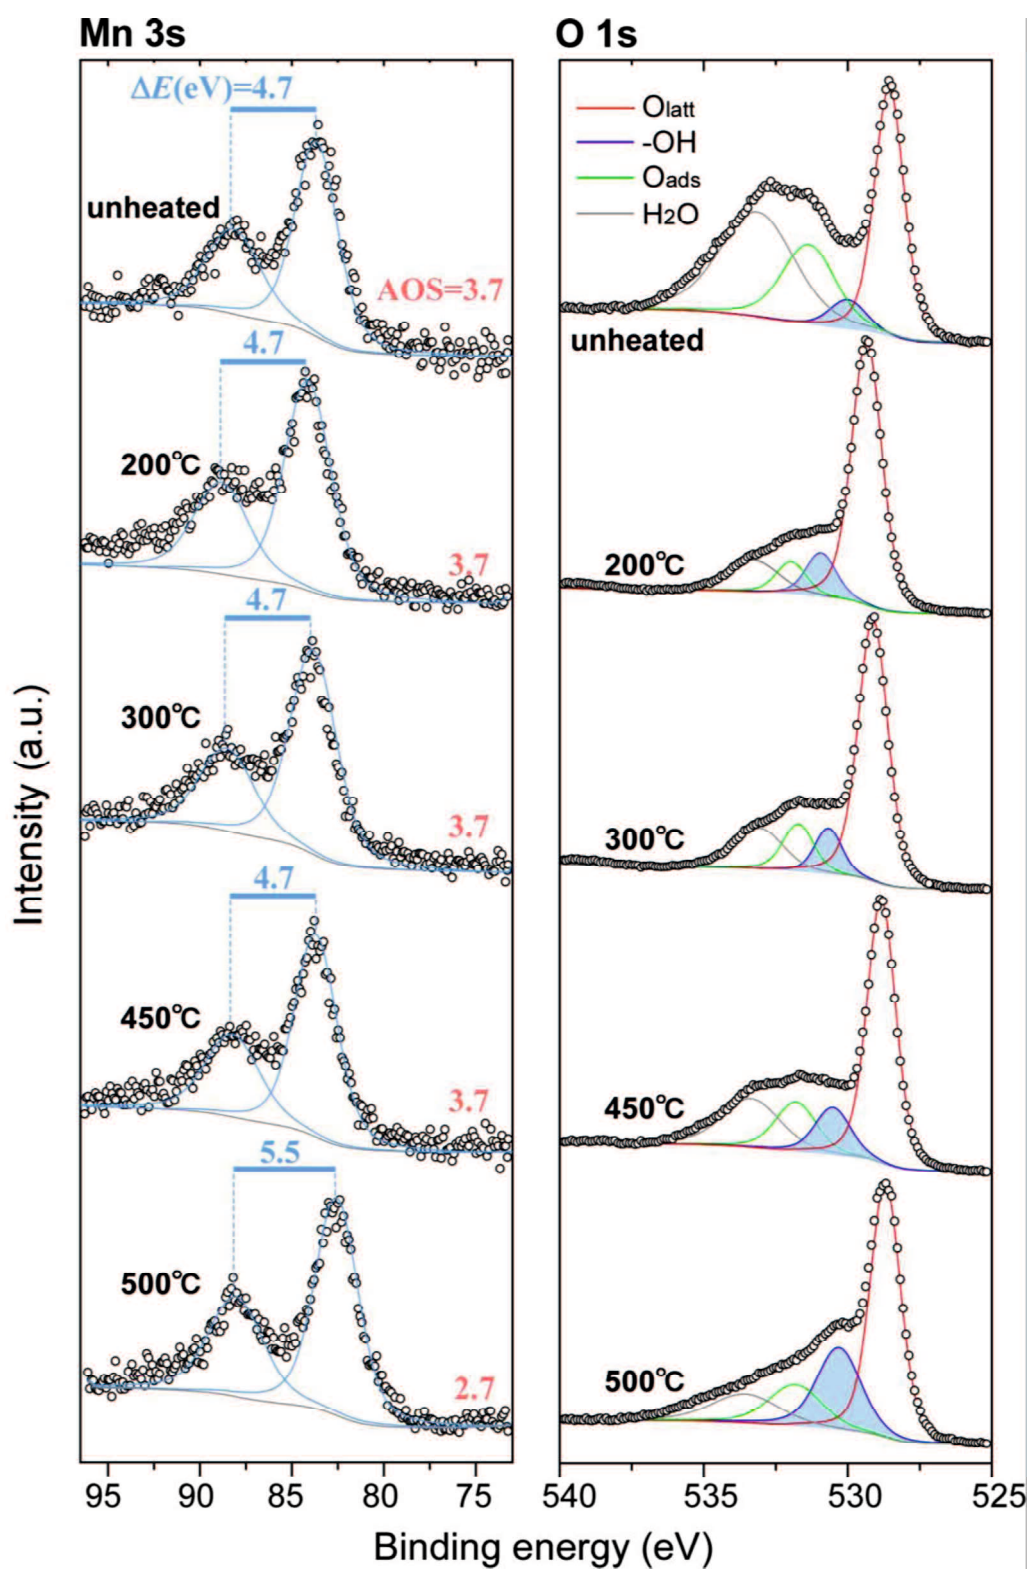 Mn 3s
O 1s
ΔE(eV)=4.7
unheated
AOS=3.7
4.7
200℃
3.7
4.7
300℃
3.7
4.7
450℃
3.7
5.5
500℃
2.7
Olatt
-OH
Oads
H2O
unheated
200℃
300℃
450℃
500℃
95
90
85
80
75
540
535
530
525
Intensity (a.u.)
Binding energy (eV)